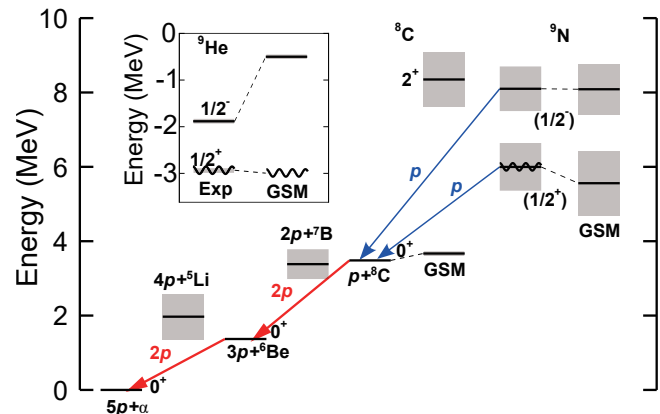 Energy (MeV)
10
8
6
4
2
0
⁹He
Energy (MeV)
0
-1
-2
-3
1/2⁻
1/2⁺
Exp
GSM
⁸C
⁹N
2⁺
(1/2⁻)
(1/2⁺)
GSM
p
p
0⁺
p+⁸C
GSM
2p+⁷B
2p
4p+⁵Li
2p
0⁺
3p+⁶Be
0⁺
5p+α